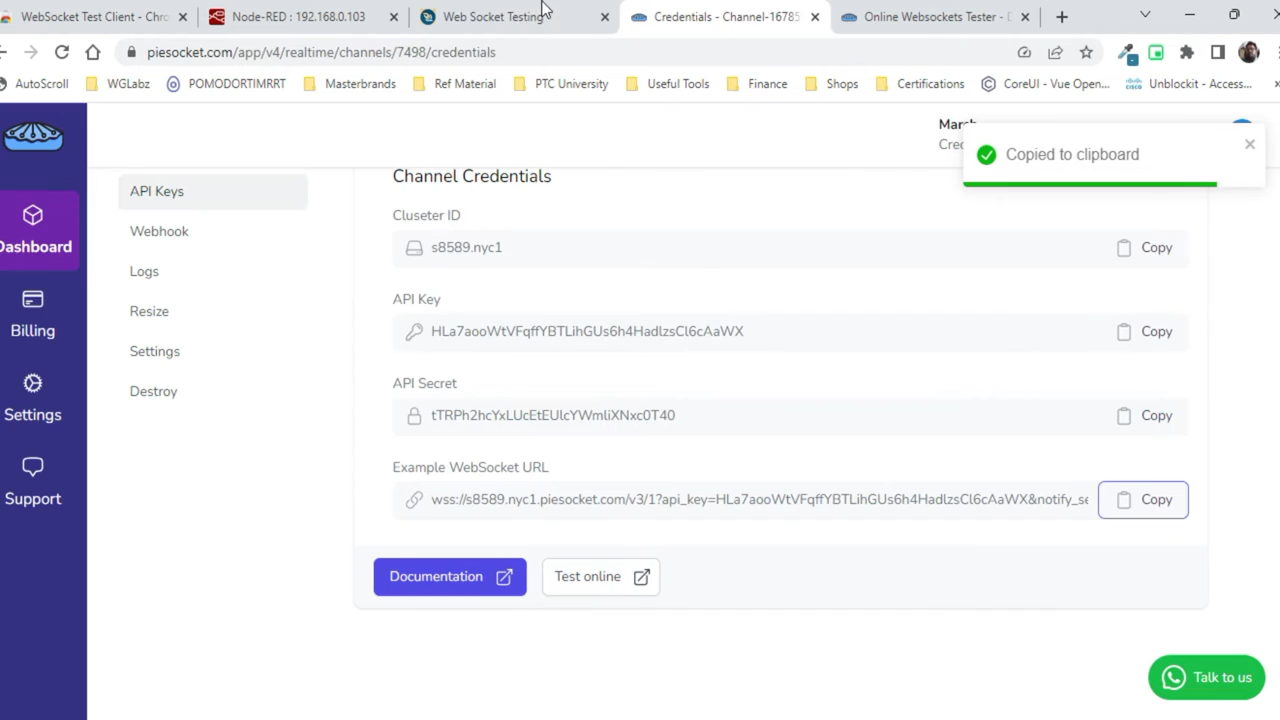 WebSocket Test Client - Chro
Node-RED : 192.168.0.103
Web Socket Testing
Credentials - Channel-16785
Online Websockets Tester - D
piesocket.com/app/v4/realtime/channels/7498/credentials
AutoScroll
WGLabz
POMODORTIMRRT
Masterbrands
Ref Material
PTC University
Useful Tools
Finance
Shops
Certifications
CoreUI - Vue Open...
Unblockit - Access...
Marsh
Cred
Copied to clipboard
Dashboard
Billing
Settings
Support
API Keys
Webhook
Logs
Resize
Settings
Destroy
Channel Credentials
Cluseter ID
s8589.nyc1
Copy
API Key
HLa7aooWtVFqffYBTLihGUs6h4HadlzsCl6cAaWX
Copy
API Secret
tTRPh2hcYxLUcEtEUlcYWmliXNxc0T40
Copy
Example WebSocket URL
wss://s8589.nyc1.piesocket.com/v3/1?api_key=HLa7aooWtVFqffYBTLihGUs6h4HadlzsCl6cAaWX&notify_se
Copy
Documentation
Test online
Talk to us